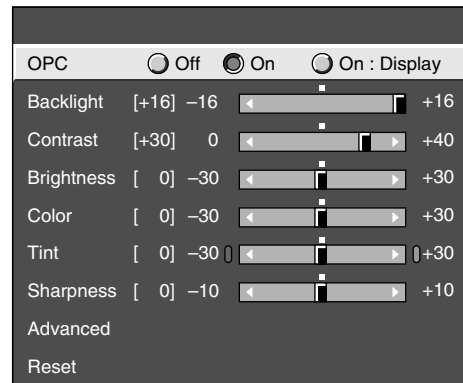 OPC Off On On : Display
Backlight [+16] –16 +16
Contrast [+30] 0 +40
Brightness [ 0] –30 +30
Color [ 0] –30 +30
Tint [ 0] –30 +30
Sharpness [ 0] –10 +10
Advanced
Reset